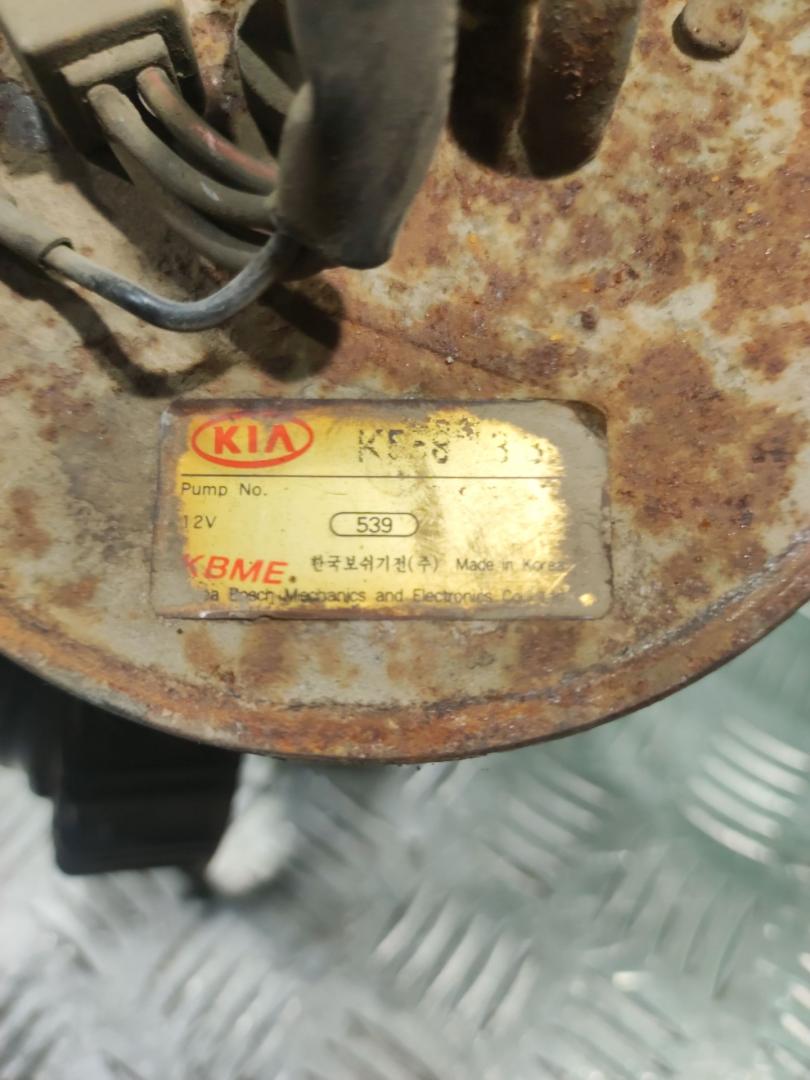 KIA
Pump No.
12V 539
KBME 한국보쉬기전(주) Made in Korea
Bosch Mechanics and Electronics Co.